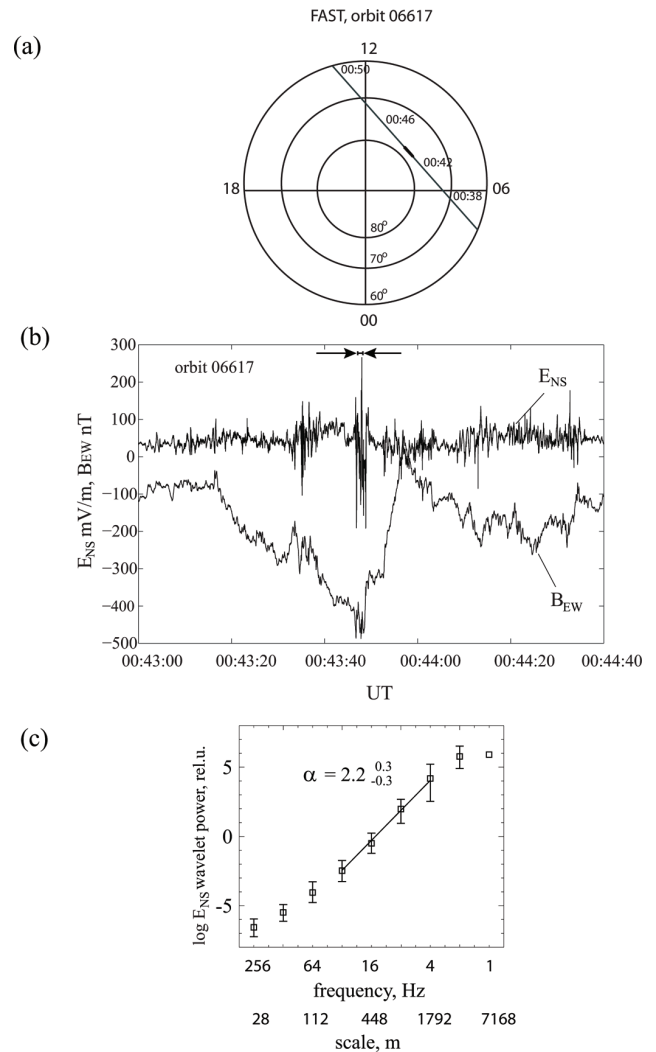 FAST, orbit 06617
(a)
12
00:50
00:46
00:42
18
06
00:38
80°
70°
60°
00
(b)
300
orbit 06617
200
E_NS
100
0
−100
−200
−300
−400
B_EW
−500
E_NS mV/m, B_EW nT
00:43:00 00:43:20 00:43:40 00:44:00 00:44:20 00:44:40
UT
(c)
α = 2.2 0.3 -0.3
5
0
-5
log E_NS wavelet power, rel.u.
256 64 16 4 1
frequency, Hz
28 112 448 1792 7168
scale, m